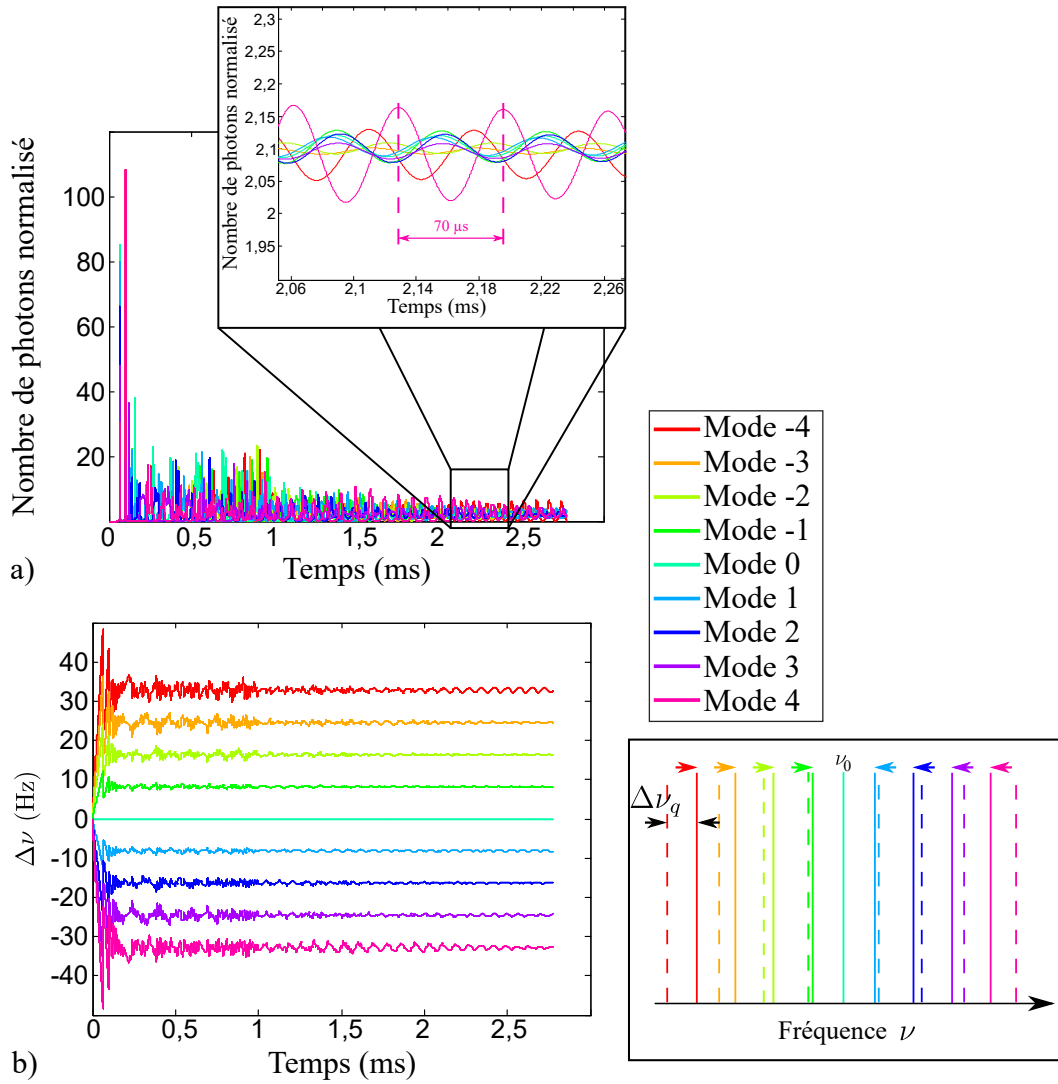 Nombre de photons normalisé
2,3
2,25
2,2
2,15
2,1
2,05
2
1,95
70 µs
2,06
2,1
2,14
2,18
2,22
2,26
Temps (ms)
Nombre de photons normalisé
100
80
60
40
20
0
0,5
1
1,5
2
2,5
Temps (ms)
a)
Mode -4
Mode -3
Mode -2
Mode -1
Mode 0
Mode 1
Mode 2
Mode 3
Mode 4
Δν (Hz)
40
30
20
10
0
-10
-20
-30
-40
0
0,5
1
1,5
2
2,5
Temps (ms)
b)
ν₀
Δν_q
Fréquence ν